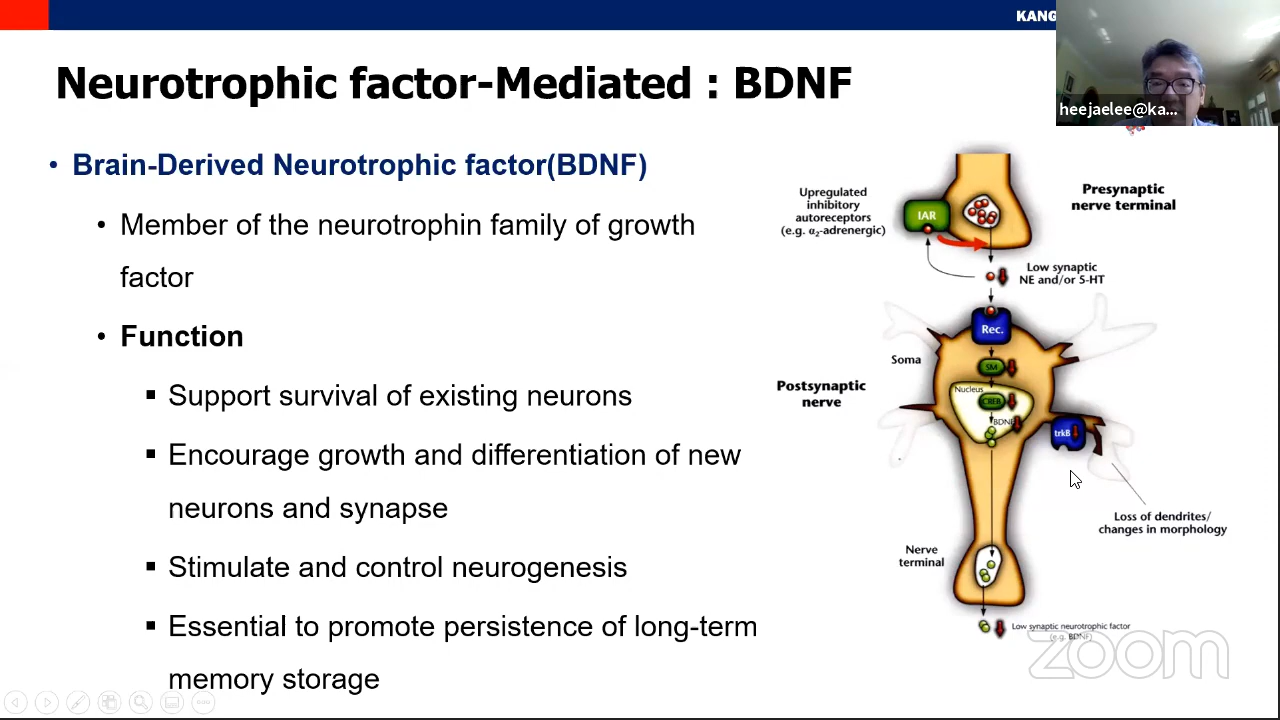 KANG
Neurotrophic factor-Mediated : BDNF
heejaelee@ka...
• Brain-Derived Neurotrophic factor(BDNF)
• Member of the neurotrophin family of growth
factor
• Function
▪ Support survival of existing neurons
▪ Encourage growth and differentiation of new
neurons and synapse
▪ Stimulate and control neurogenesis
▪ Essential to promote persistence of long-term
memory storage
Upregulated
inhibitory
autoreceptors
(e.g. α₂-adrenergic)
IAR
Presynaptic
nerve terminal
Low synaptic
NE and/or 5-HT
Rec.
Soma
SM
Postsynaptic
nerve
Nucleus
CREB
BDNF
trkB
Loss of dendrites/
changes in morphology
Nerve
terminal
Low synaptic neurotrophic factor
(e.g. BDNF)
zoom